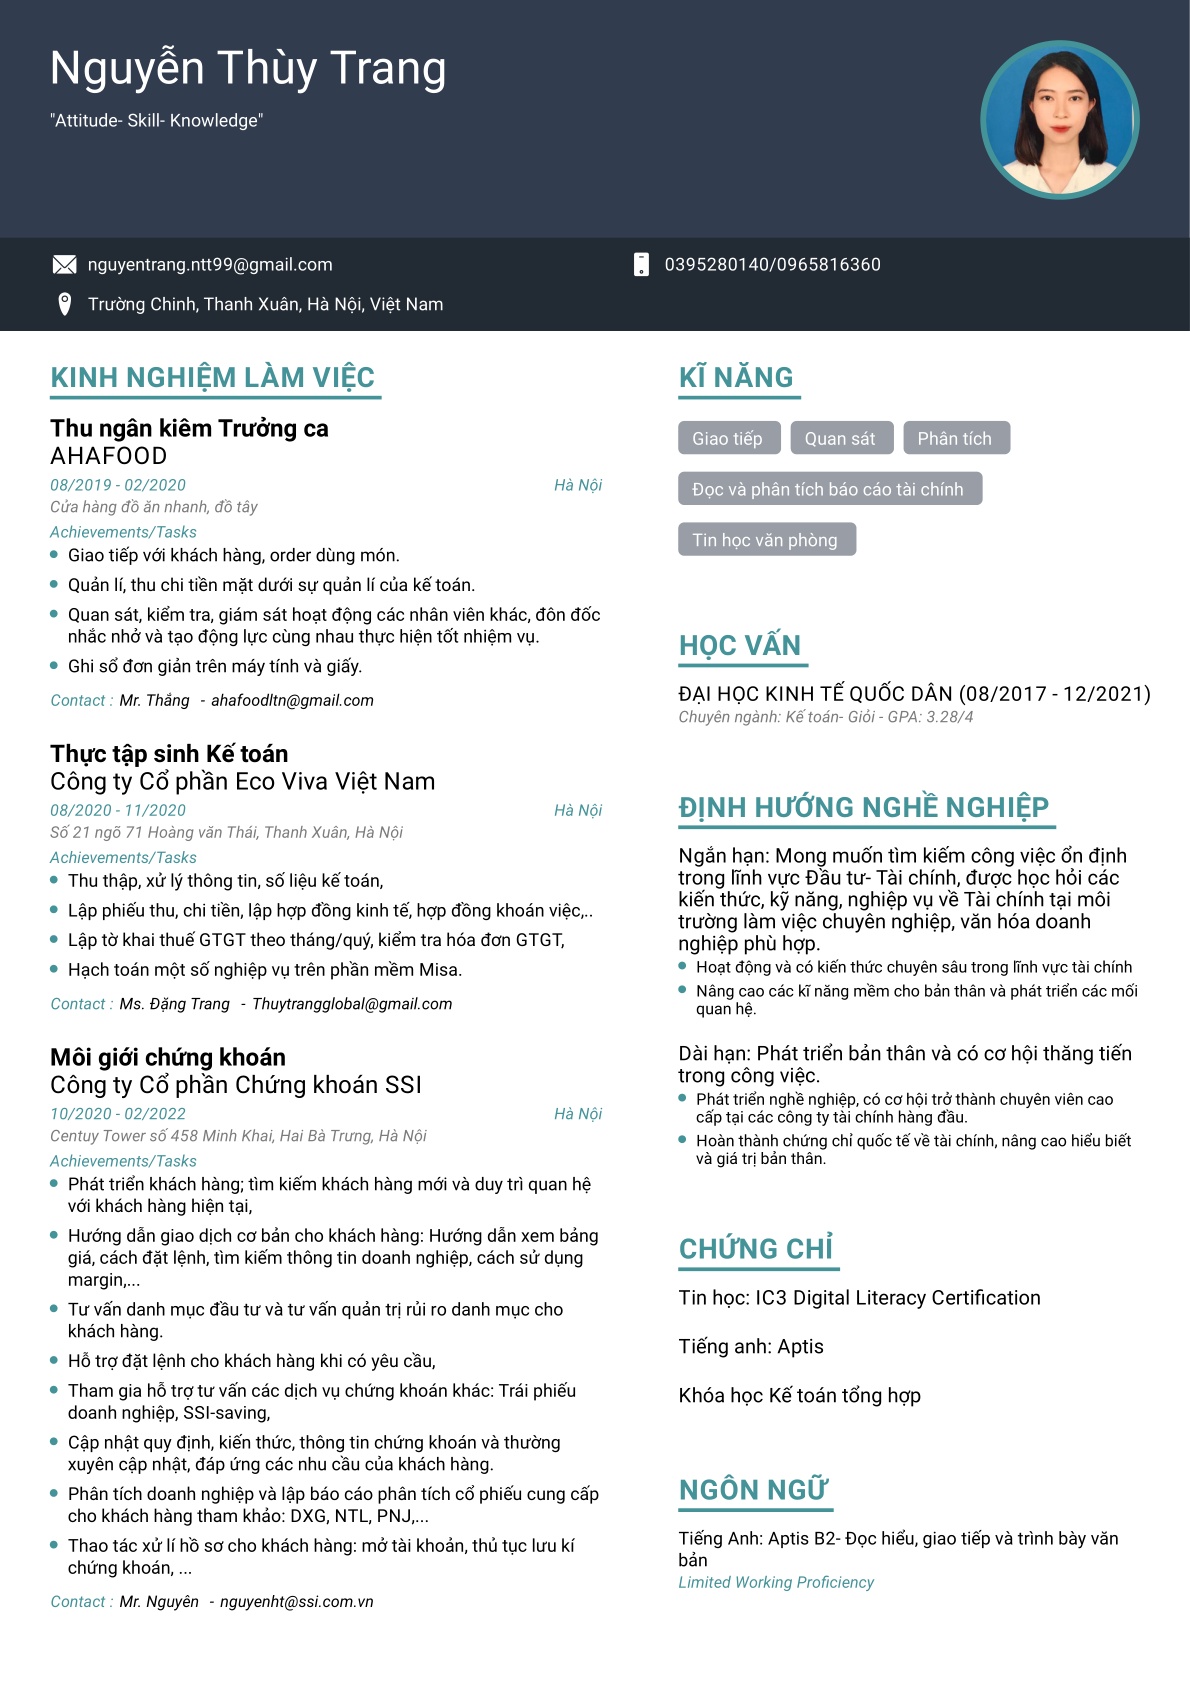 Nguyễn Thùy Trang
"Attitude- Skill- Knowledge"
nguyentrang.ntt99@gmail.com
0395280140/0965816360
Trường Chinh, Thanh Xuân, Hà Nội, Việt Nam
KINH NGHIỆM LÀM VIỆC
Thu ngân kiêm Trưởng ca
AHAFOOD
08/2019 - 02/2020 Hà Nội
Cửa hàng đồ ăn nhanh, đồ tây
Achievements/Tasks
Giao tiếp với khách hàng, order dùng món.
Quản lí, thu chi tiền mặt dưới sự quản lí của kế toán.
Quan sát, kiểm tra, giám sát hoạt động các nhân viên khác, đôn đốc
nhắc nhở và tạo động lực cùng nhau thực hiện tốt nhiệm vụ.
Ghi sổ đơn giản trên máy tính và giấy.
Contact : Mr. Thắng - ahafoodltn@gmail.com
Thực tập sinh Kế toán
Công ty Cổ phần Eco Viva Việt Nam
08/2020 - 11/2020 Hà Nội
Số 21 ngõ 71 Hoàng văn Thái, Thanh Xuân, Hà Nội
Achievements/Tasks
Thu thập, xử lý thông tin, số liệu kế toán,
Lập phiếu thu, chi tiền, lập hợp đồng kinh tế, hợp đồng khoán việc,..
Lập tờ khai thuế GTGT theo tháng/quý, kiểm tra hóa đơn GTGT,
Hạch toán một số nghiệp vụ trên phần mềm Misa.
Contact : Ms. Đặng Trang - Thuytrangglobal@gmail.com
Môi giới chứng khoán
Công ty Cổ phần Chứng khoán SSI
10/2020 - 02/2022 Hà Nội
Centuy Tower số 458 Minh Khai, Hai Bà Trưng, Hà Nội
Achievements/Tasks
Phát triển khách hàng; tìm kiếm khách hàng mới và duy trì quan hệ
với khách hàng hiện tại,
Hướng dẫn giao dịch cơ bản cho khách hàng: Hướng dẫn xem bảng
giá, cách đặt lệnh, tìm kiếm thông tin doanh nghiệp, cách sử dụng
margin,...
Tư vấn danh mục đầu tư và tư vấn quản trị rủi ro danh mục cho
khách hàng.
Hỗ trợ đặt lệnh cho khách hàng khi có yêu cầu,
Tham gia hỗ trợ tư vấn các dịch vụ chứng khoán khác: Trái phiếu
doanh nghiệp, SSI-saving,
Cập nhật quy định, kiến thức, thông tin chứng khoán và thường
xuyên cập nhật, đáp ứng các nhu cầu của khách hàng.
Phân tích doanh nghiệp và lập báo cáo phân tích cổ phiếu cung cấp
cho khách hàng tham khảo: DXG, NTL, PNJ,...
Thao tác xử lí hồ sơ cho khách hàng: mở tài khoản, thủ tục lưu kí
chứng khoán, ...
Contact : Mr. Nguyên - nguyenht@ssi.com.vn
KĨ NĂNG
Giao tiếp Quan sát Phân tích
Đọc và phân tích báo cáo tài chính
Tin học văn phòng
HỌC VẤN
ĐẠI HỌC KINH TẾ QUỐC DÂN (08/2017 - 12/2021)
Chuyên ngành: Kế toán- Giỏi - GPA: 3.28/4
ĐỊNH HƯỚNG NGHỀ NGHIỆP
Ngắn hạn: Mong muốn tìm kiếm công việc ổn định
trong lĩnh vực Đầu tư- Tài chính, được học hỏi các
kiến thức, kỹ năng, nghiệp vụ về Tài chính tại môi
trường làm việc chuyên nghiệp, văn hóa doanh
nghiệp phù hợp.
Hoạt động và có kiến thức chuyên sâu trong lĩnh vực tài chính
Nâng cao các kĩ năng mềm cho bản thân và phát triển các mối
quan hệ.
Dài hạn: Phát triển bản thân và có cơ hội thăng tiến
trong công việc.
Phát triển nghề nghiệp, có cơ hội trở thành chuyên viên cao
cấp tại các công ty tài chính hàng đầu.
Hoàn thành chứng chỉ quốc tế về tài chính, nâng cao hiểu biết
và giá trị bản thân.
CHỨNG CHỈ
Tin học: IC3 Digital Literacy Certification
Tiếng anh: Aptis
Khóa học Kế toán tổng hợp
NGÔN NGỮ
Tiếng Anh: Aptis B2- Đọc hiểu, giao tiếp và trình bày văn
bản
Limited Working Proficiency